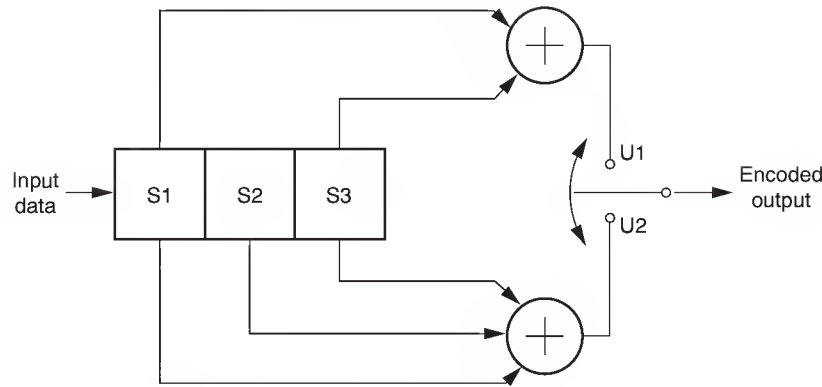 Input
data
S1
S2
S3
U1
U2
Encoded
output